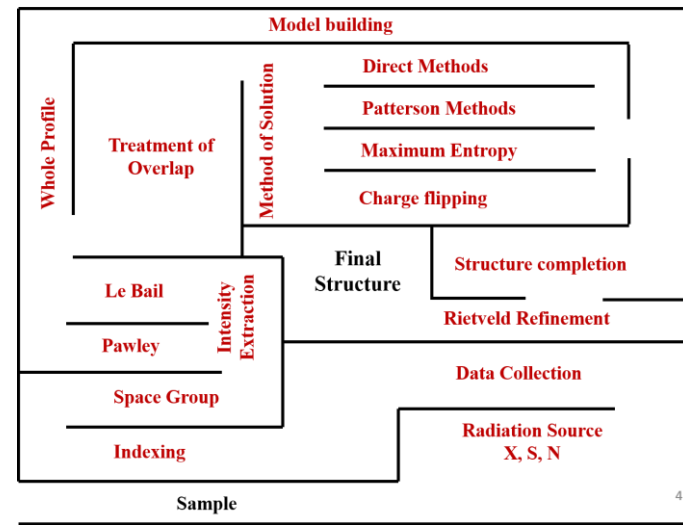 Model building
Whole Profile
Treatment of
Overlap
Method of Solution
Direct Methods
Patterson Methods
Maximum Entropy
Charge flipping
Final
Structure
Structure completion
Rietveld Refinement
Le Bail
Pawley
Intensity
Extraction
Space Group
Indexing
Data Collection
Radiation Source
X, S, N
Sample
4